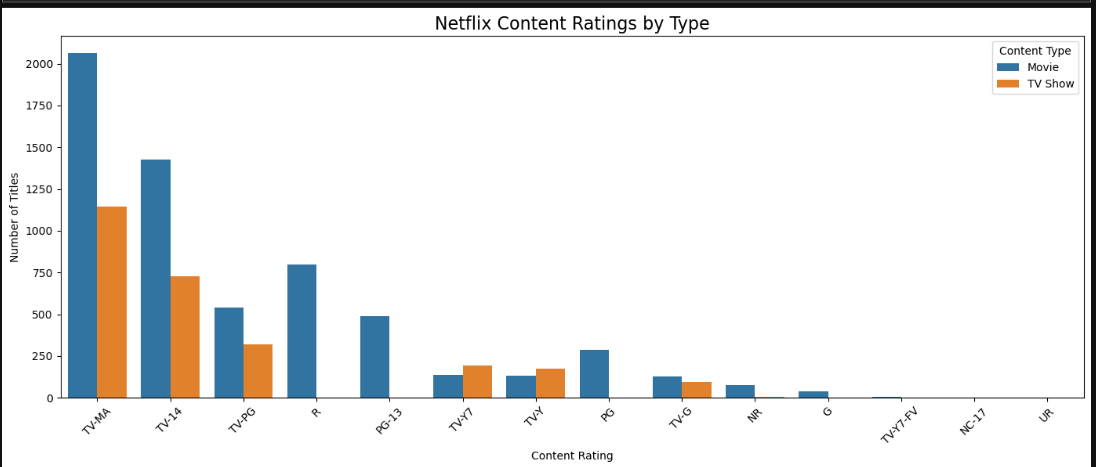 Netflix Content Ratings by Type
Content Type
Movie
TV Show
Number of Titles
2000
1750
1500
1250
1000
750
500
250
0
TV-MA
TV-14
TV-PG
R
PG-13
TV-Y7
TV-Y
PG
TV-G
NR
G
TV-Y7-FV
NC-17
UR
Content Rating